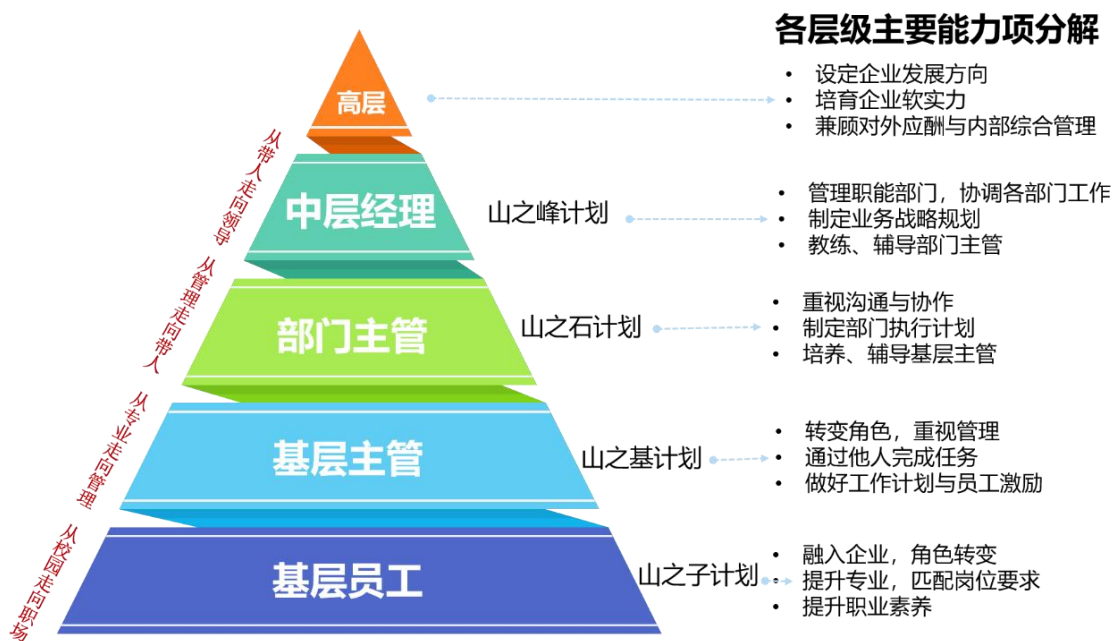 各层级主要能力项分解
高层
• 设定企业发展方向
• 培育企业软实力
• 兼顾对外应酬与内部综合管理
从带人走向领导
中层经理
山之峰计划
• 管理职能部门，协调各部门工作
• 制定业务战略规划
• 教练、辅导部门主管
从管理走向带人
部门主管
山之石计划
• 重视沟通与协作
• 制定部门执行计划
• 培养、辅导基层主管
从专业走向管理
基层主管
山之基计划
• 转变角色，重视管理
• 通过他人完成任务
• 做好工作计划与员工激励
从校园走向职场
基层员工
山之子计划
• 融入企业，角色转变
• 提升专业，匹配岗位要求
• 提升职业素养